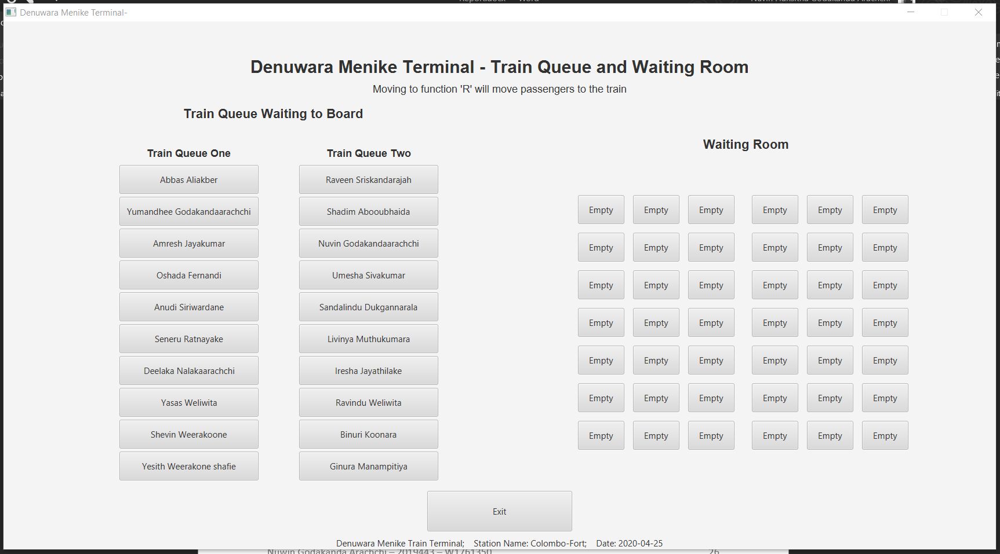 Denuwara Menike Terminal-
Denuwara Menike Terminal - Train Queue and Waiting Room
Moving to function 'R' will move passengers to the train
Train Queue Waiting to Board
Train Queue One
Abbas Aliakber
Yumandhee Godakandaarachchi
Amresh Jayakumar
Oshada Fernandi
Anudi Siriwardane
Seneru Ratnayake
Deelaka Nalakaarachchi
Yasas Weliwita
Shevin Weerakoone
Yesith Weerakone shafie
Train Queue Two
Raveen Sriskandarajah
Shadim Abooubhaida
Nuvin Godakandaarachchi
Umesha Sivakumar
Sandalindu Dukgannarala
Livinya Muthukumara
Iresha Jayathilake
Ravindu Weliwita
Binuri Koonara
Ginura Manampitiya
Waiting Room
Empty Empty Empty Empty Empty Empty
Empty Empty Empty Empty Empty Empty
Empty Empty Empty Empty Empty Empty
Empty Empty Empty Empty Empty Empty
Empty Empty Empty Empty Empty Empty
Empty Empty Empty Empty Empty Empty
Empty Empty Empty Empty Empty Empty
Exit
Denuwara Menike Train Terminal; Station Name: Colombo-Fort; Date: 2020-04-25
Nuwin Godakanda Arachchi – 2019443 – W1761350 26